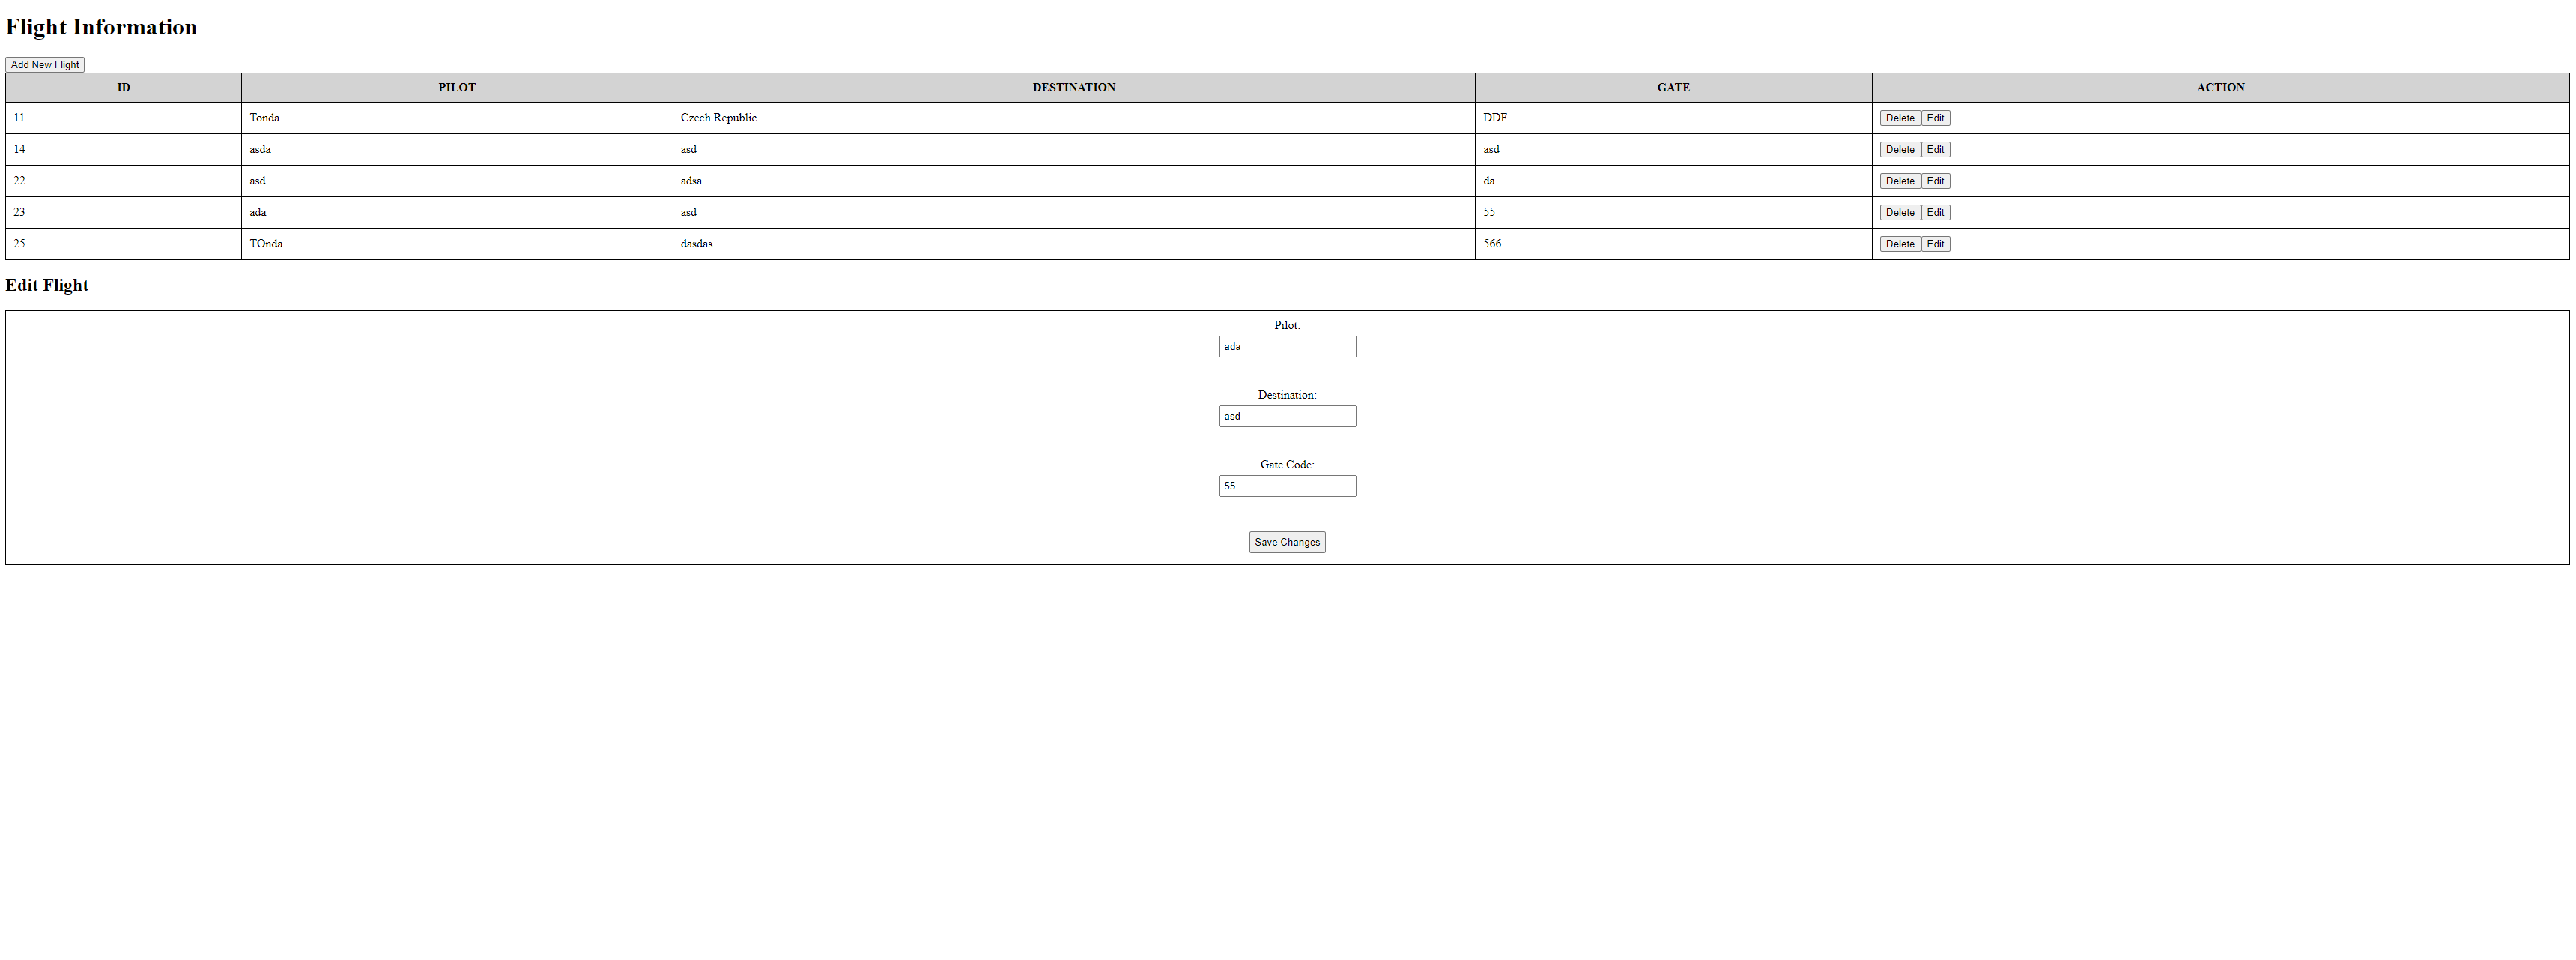 Flight Information
Add New Flight
ID PILOT DESTINATION GATE ACTION
11 Tonda Czech Republic DDF Delete Edit
14 asda asd asd Delete Edit
22 asd adsa da Delete Edit
23 ada asd 55 Delete Edit
25 TOnda dasdas 566 Delete Edit
Edit Flight
Pilot:
ada
Destination:
asd
Gate Code:
55
Save Changes